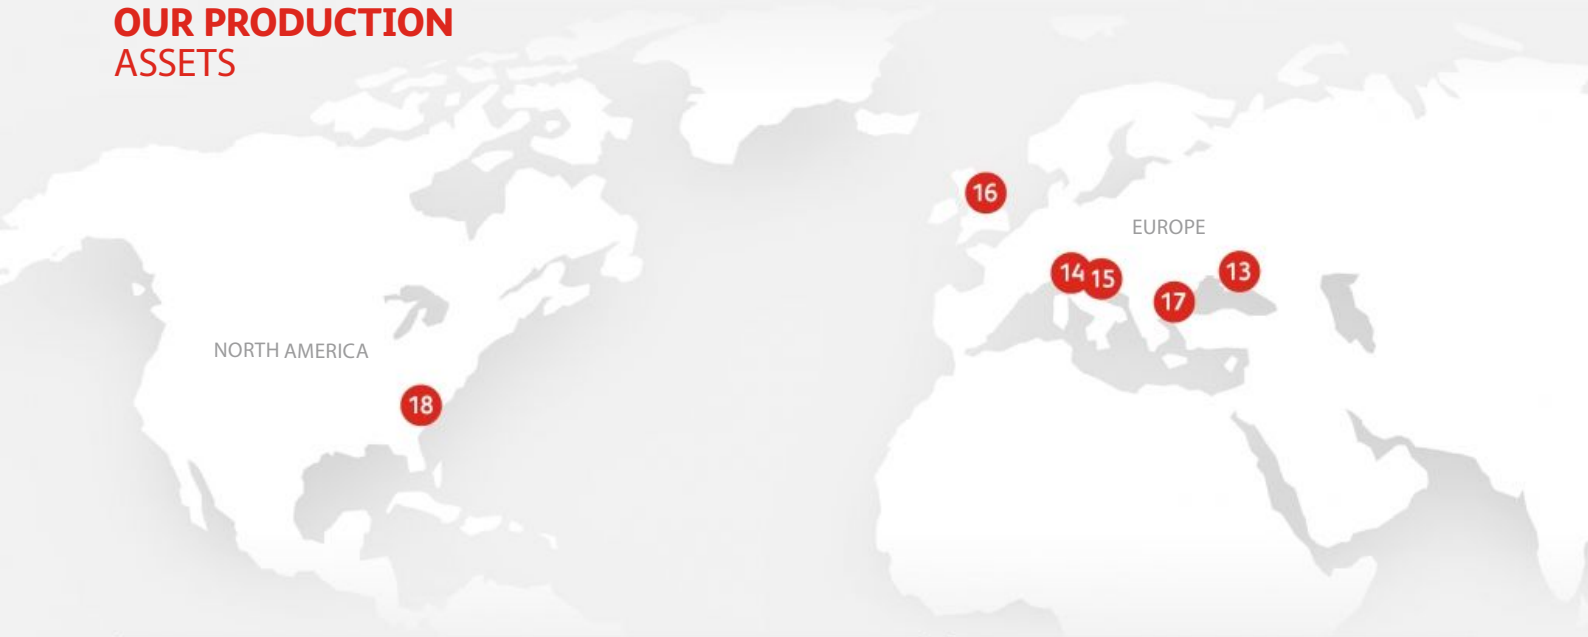 OUR PRODUCTION
ASSETS
16
EUROPE
14 15
13
17
NORTH AMERICA
18